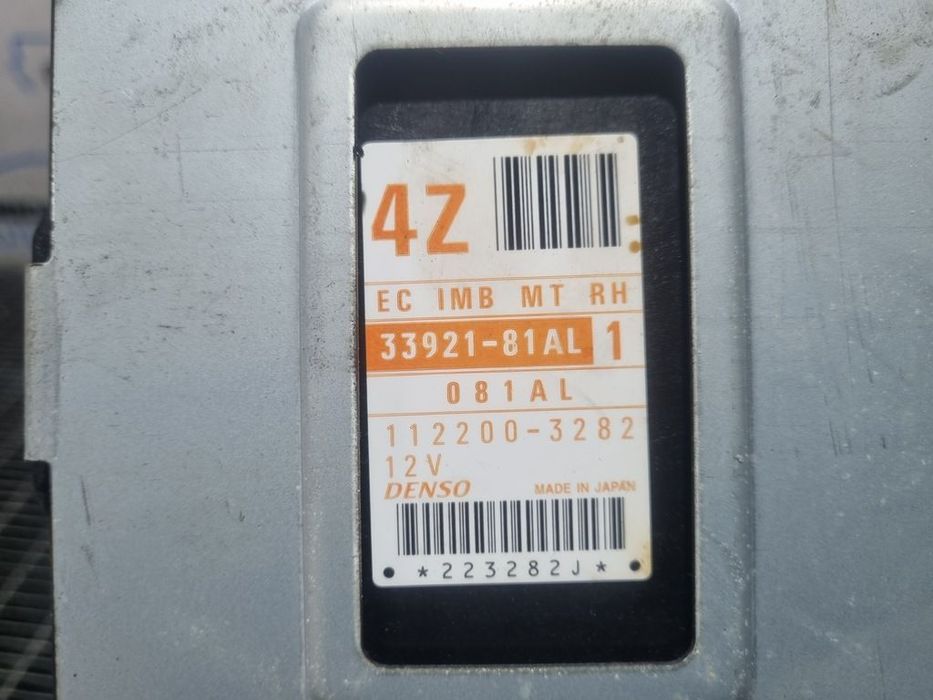 4Z
EC IMB MT RH
33921-81AL 1
081AL
112200-3282
12V
DENSO MADE IN JAPAN
*223282J*